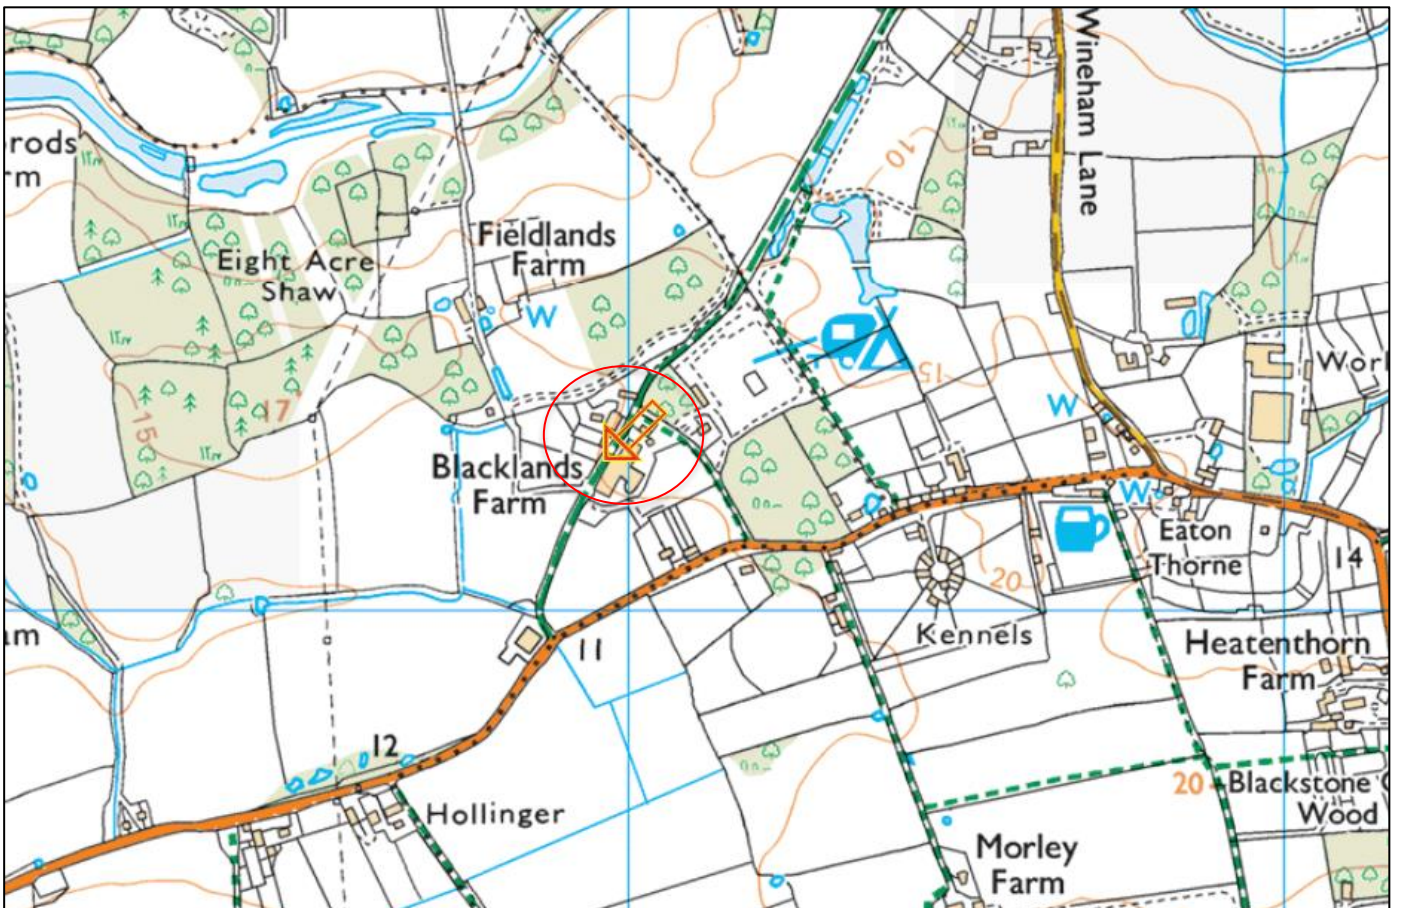 Wineham Lane
rods
rm
10
Fieldlands
Farm
Eight Acre
Shaw
W
15
17
15
W
Worl
Blacklands
Farm
W
Eaton
Thorne
14
20
am
11
Kennels
Heatenthorn
Farm
12
20
Blackstone
Wood
Hollinger
Morley
Farm